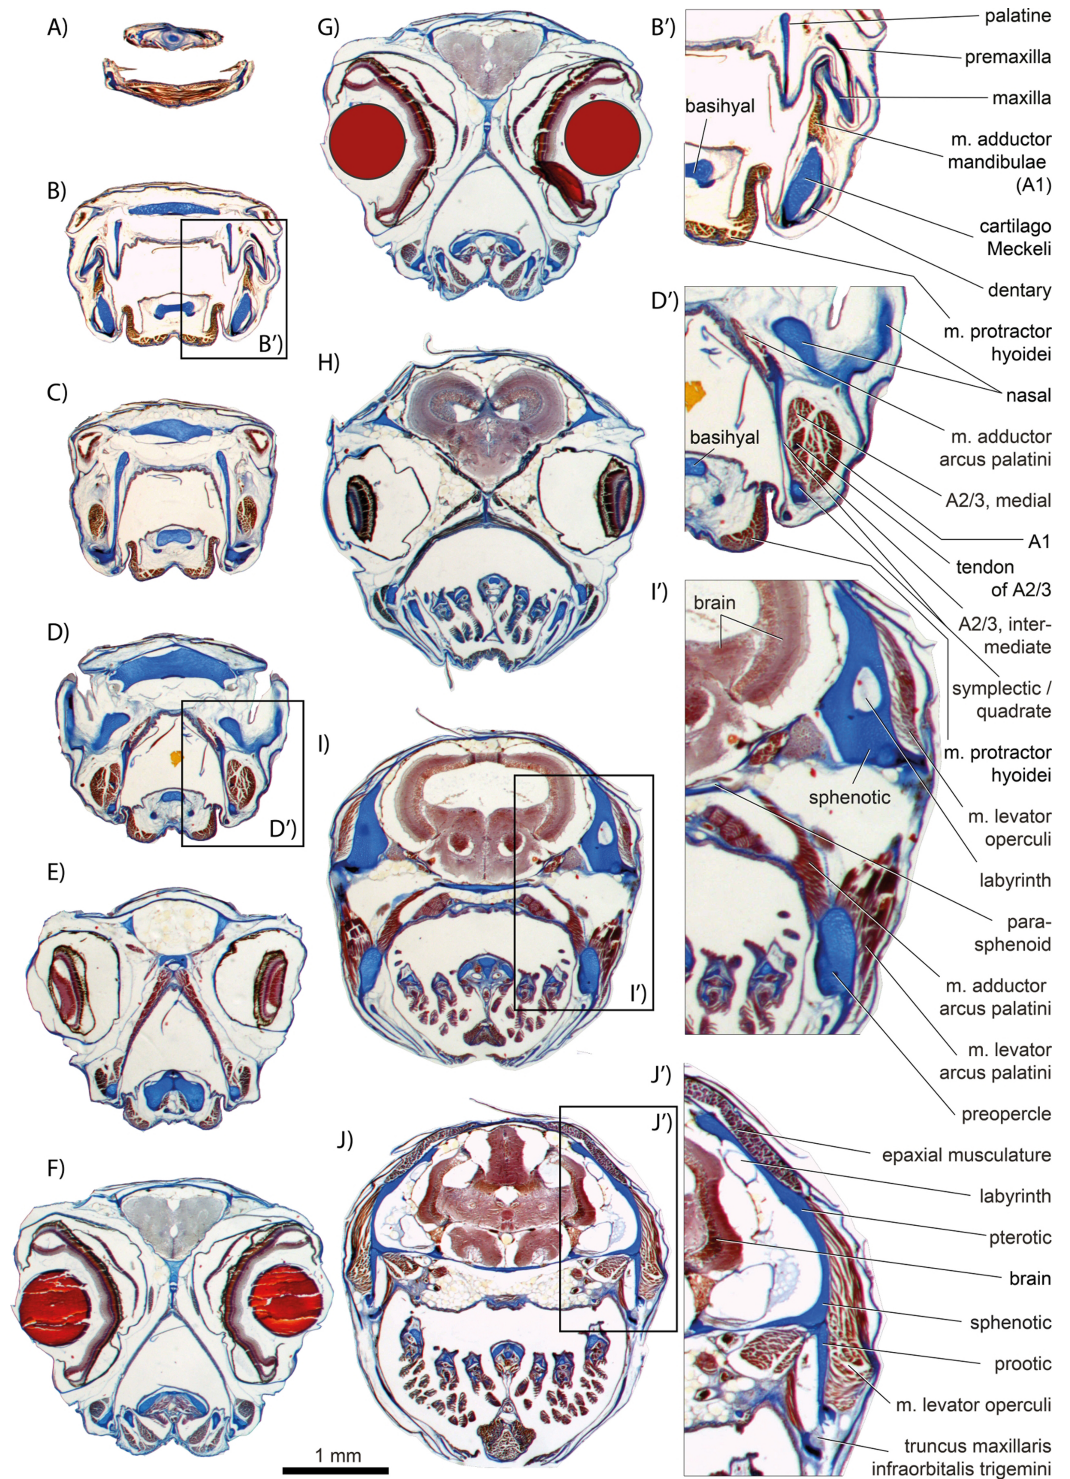 A)
B)
B')
C)
D)
D')
E)
F)
1 mm
G)
H)
I)
I')
J)
J')
B')
palatine
premaxilla
maxilla
basihyal
m. adductor
mandibulae
(A1)
cartilago
Meckeli
dentary
m. protractor
hyoidei
D')
nasal
m. adductor
arcus palatini
basihyal
A2/3, medial
A1
tendon
of A2/3
A2/3, inter-
mediate
symplectic /
quadrate
m. protractor
hyoidei
I')
brain
sphenotic
m. levator
operculi
labyrinth
para-
sphenoid
m. adductor
arcus palatini
m. levator
arcus palatini
preopercle
J')
epaxial musculature
labyrinth
pterotic
brain
sphenotic
prootic
m. levator operculi
truncus maxillaris
infraorbitalis trigemini